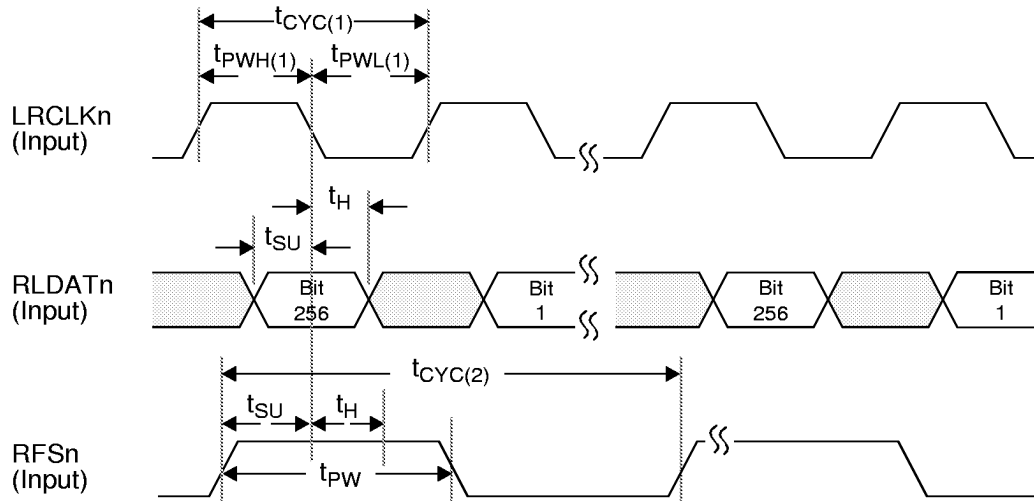 tCYC(1)
tPWH(1) tPWL(1)
LRCLKn
(Input)
tH
tSU
RLDATn
(Input)
Bit
256
Bit
1
Bit
256
Bit
1
tCYC(2)
tSU tH
RFSn
(Input)
tPW